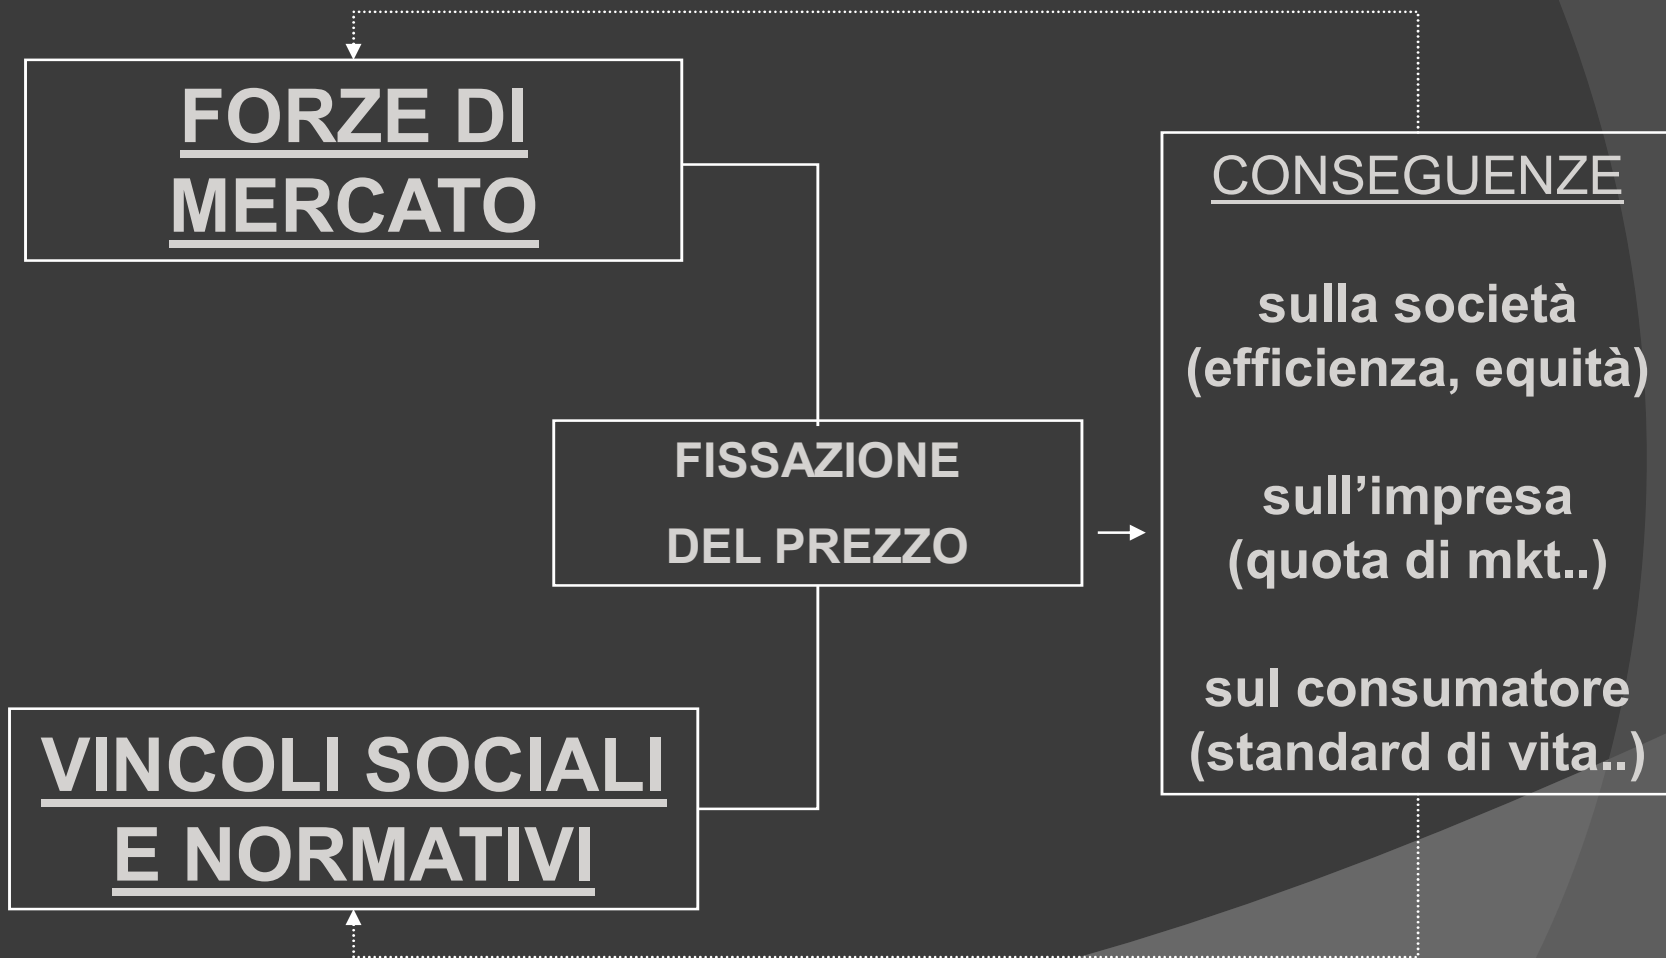 FORZE DI
MERCATO
CONSEGUENZE
sulla società
(efficienza, equità)
sull’impresa
(quota di mkt..)
sul consumatore
(standard di vita..)
FISSAZIONE
DEL PREZZO
VINCOLI SOCIALI
E NORMATIVI